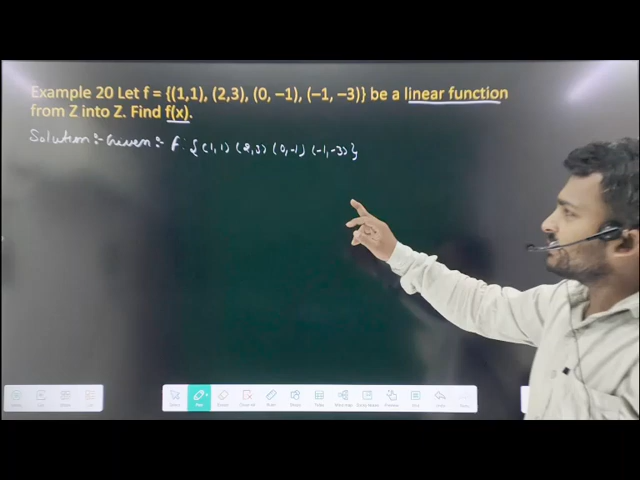 Example 20 Let f = {(1,1), (2,3), (0, −1), (−1, −3)} be a linear function
from Z into Z. Find f(x).
Solution:- Given:- f: {(1,1) (2,3) (0,-1) (-1,-3)}